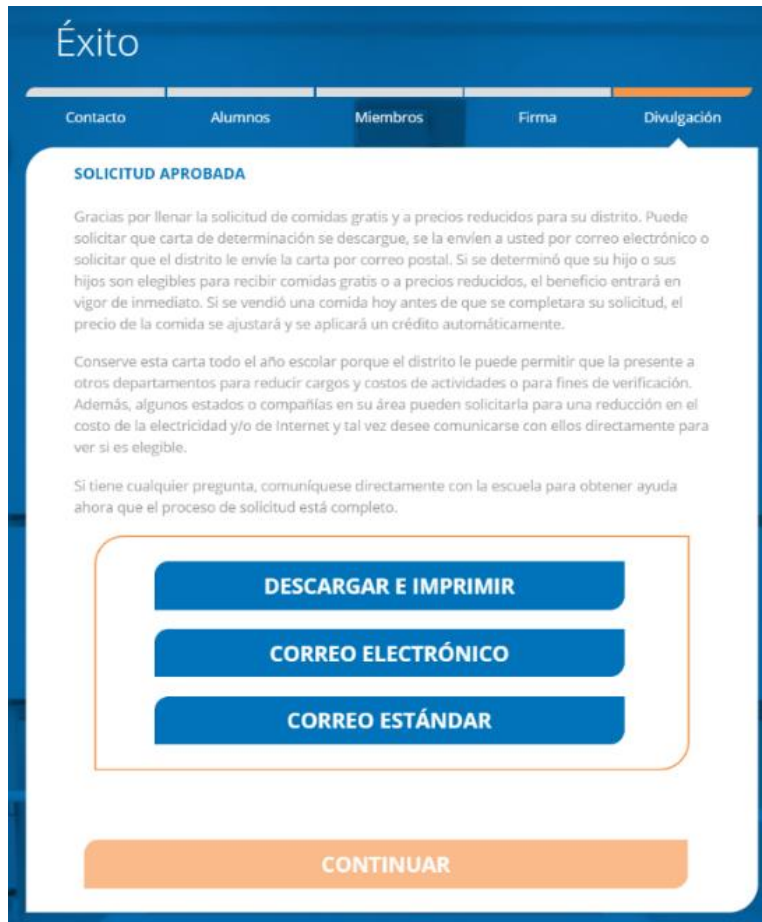 Éxito
Contacto Alumnos Miembros Firma Divulgación
SOLICITUD APROBADA
Gracias por llenar la solicitud de comidas gratis y a precios reducidos para su distrito. Puede
solicitar que carta de determinación se descargue, se la envíen a usted por correo electrónico o
solicitar que el distrito le envíe la carta por correo postal. Si se determinó que su hijo o sus
hijos son elegibles para recibir comidas gratis o a precios reducidos, el beneficio entrará en
vigor de inmediato. Si se vendió una comida hoy antes de que se completara su solicitud, el
precio de la comida se ajustará y se aplicará un crédito automáticamente.
Conserve esta carta todo el año escolar porque el distrito le puede permitir que la presente a
otros departamentos para reducir cargos y costos de actividades o para fines de verificación.
Además, algunos estados o compañías en su área pueden solicitarla para una reducción en el
costo de la electricidad y/o de Internet y tal vez desee comunicarse con ellos directamente para
ver si es elegible.
Si tiene cualquier pregunta, comuníquese directamente con la escuela para obtener ayuda
ahora que el proceso de solicitud está completo.
DESCARGAR E IMPRIMIR
CORREO ELECTRÓNICO
CORREO ESTÁNDAR
CONTINUAR